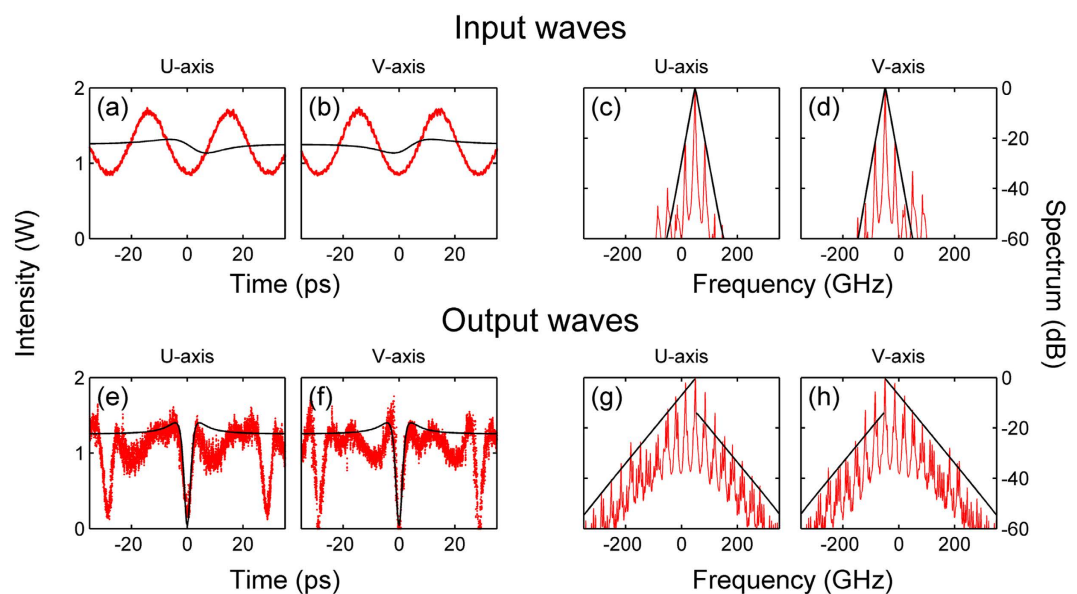 Input waves
U-axis V-axis U-axis V-axis
(a) (b) (c) (d)
2
1
0
0
-20
-40
-60
-20 0 20 -20 0 20 -200 0 200 -200 0 200
Time (ps) Frequency (GHz)
Intensity (W)
Spectrum (dB)
Output waves
U-axis V-axis U-axis V-axis
(e) (f) (g) (h)
2
1
0
0
-20
-40
-60
-20 0 20 -20 0 20 -200 0 200 -200 0 200
Time (ps) Frequency (GHz)